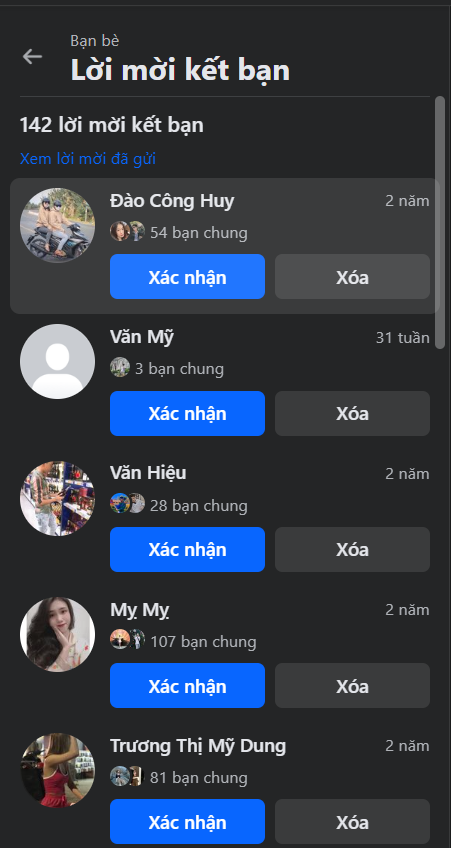 Bạn bè
Lời mời kết bạn
142 lời mời kết bạn
Xem lời mời đã gửi
Đào Công Huy 2 năm
54 bạn chung
Xác nhận Xóa
Văn Mỹ 31 tuần
3 bạn chung
Xác nhận Xóa
Văn Hiệu 2 năm
28 bạn chung
Xác nhận Xóa
Mỵ Mỵ 2 năm
107 bạn chung
Xác nhận Xóa
Trương Thị Mỹ Dung 2 năm
81 bạn chung
Xác nhận Xóa